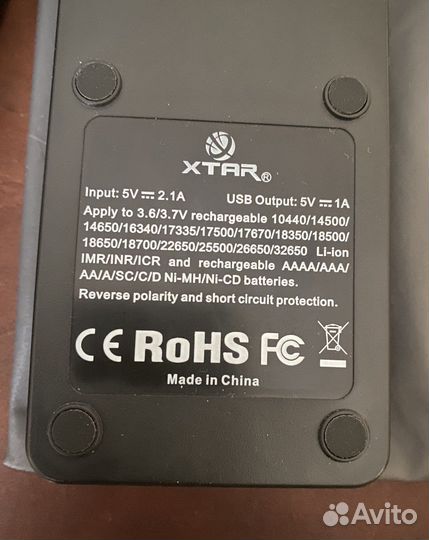 XTAR®
Input: 5V ⎓ 2.1A USB Output: 5V ⎓ 1A
Apply to 3.6/3.7V rechargeable 10440/14500/
14650/16340/17335/17500/17670/18350/18500/
18650/18700/22650/25500/26650/32650 Li-ion
IMR/INR/ICR and rechargeable AAAA/AAA/
AA/A/SC/C/D Ni-MH/Ni-CD batteries.
Reverse polarity and short circuit protection.
CE RoHS FC
Made in China
Avito